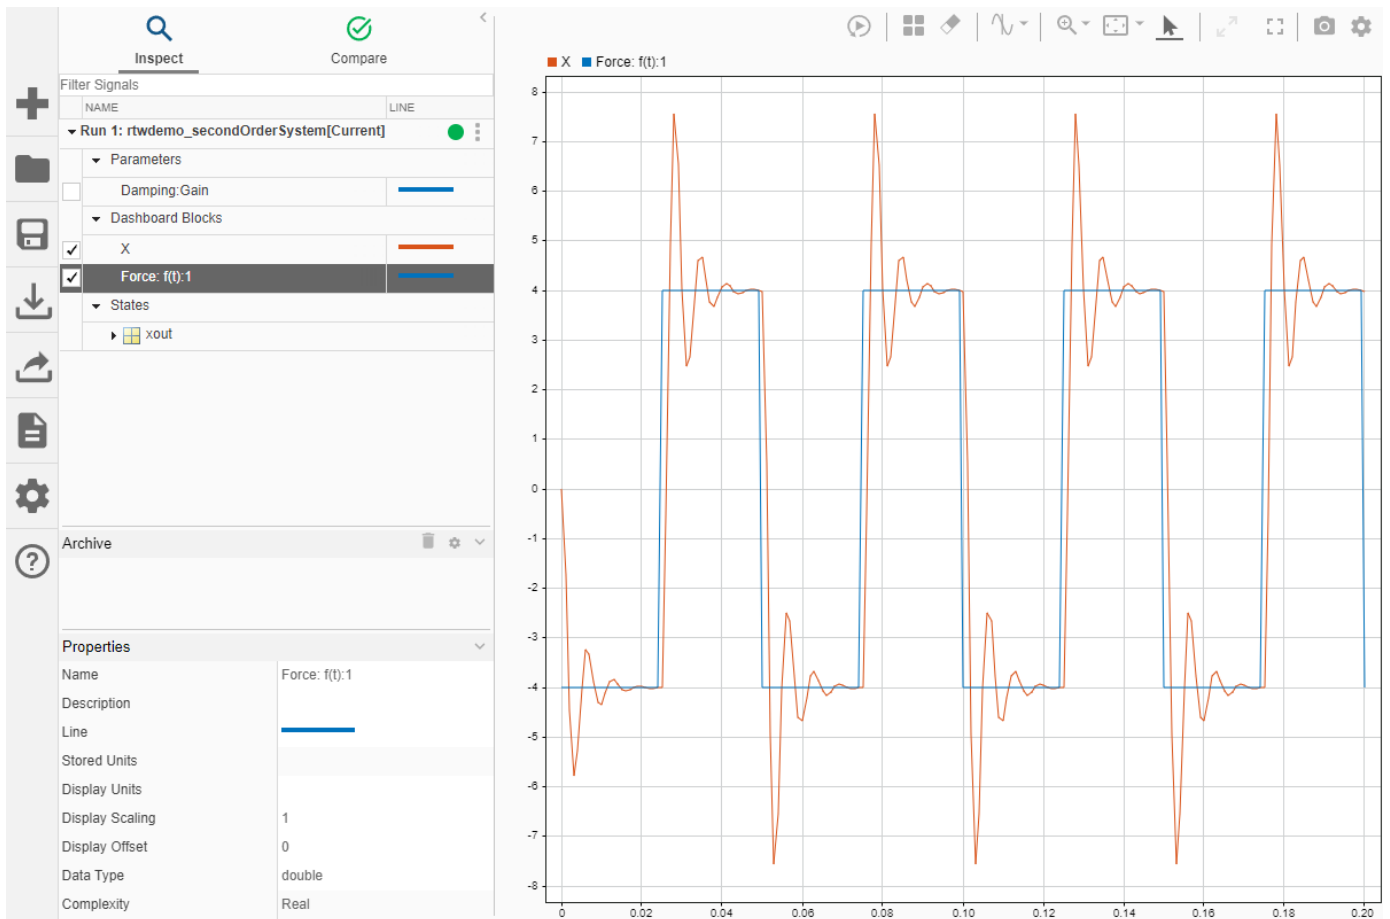 Inspect
Compare
Filter Signals
NAME
LINE
Run 1: rtwdemo_secondOrderSystem[Current]
Parameters
Damping:Gain
Dashboard Blocks
X
Force: f(t):1
States
xout
Archive
Properties
Name
Force: f(t):1
Description
Line
Stored Units
Display Units
Display Scaling
1
Display Offset
0
Data Type
double
Complexity
Real
X
Force: f(t):1
8
7
6
5
4
3
2
1
0
-1
-2
-3
-4
-5
-6
-7
-8
0
0.02
0.04
0.06
0.08
0.10
0.12
0.14
0.16
0.18
0.20